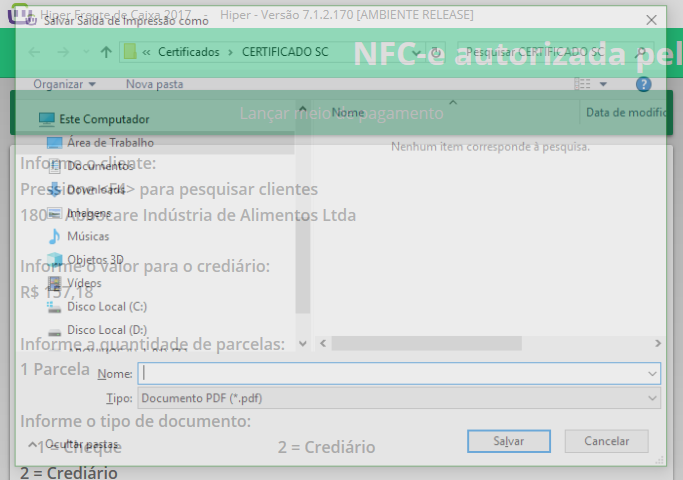 Hiper Frente de Caixa 2017 - Hiper - Versão 7.1.2.170 [AMBIENTE RELEASE]
Salvar Saída de Impressão como
« Certificados > CERTIFICADO SC
Pesquisar CERTIFICADO SC
NFC-e autorizada pel
Organizar
Nova pasta
Este Computador
Lançar meio de pagamento
Nome
Data de modific
Área de Trabalho
Nenhum item corresponde à pesquisa.
Informe o cliente:
Documentos
Pressione <F4> para pesquisar clientes
Downloads
180 - Abbocare Indústria de Alimentos Ltda
Imagens
Músicas
Informe o valor para o crediário:
Objetos 3D
Vídeos
R$ 157,18
Disco Local (C:)
Disco Local (D:)
Informe a quantidade de parcelas:
1 Parcela
Nome:
Tipo: Documento PDF (*.pdf)
Informe o tipo de documento:
Ocultar pastas
Salvar
Cancelar
1 = Cheque
2 = Crediário
2 = Crediário